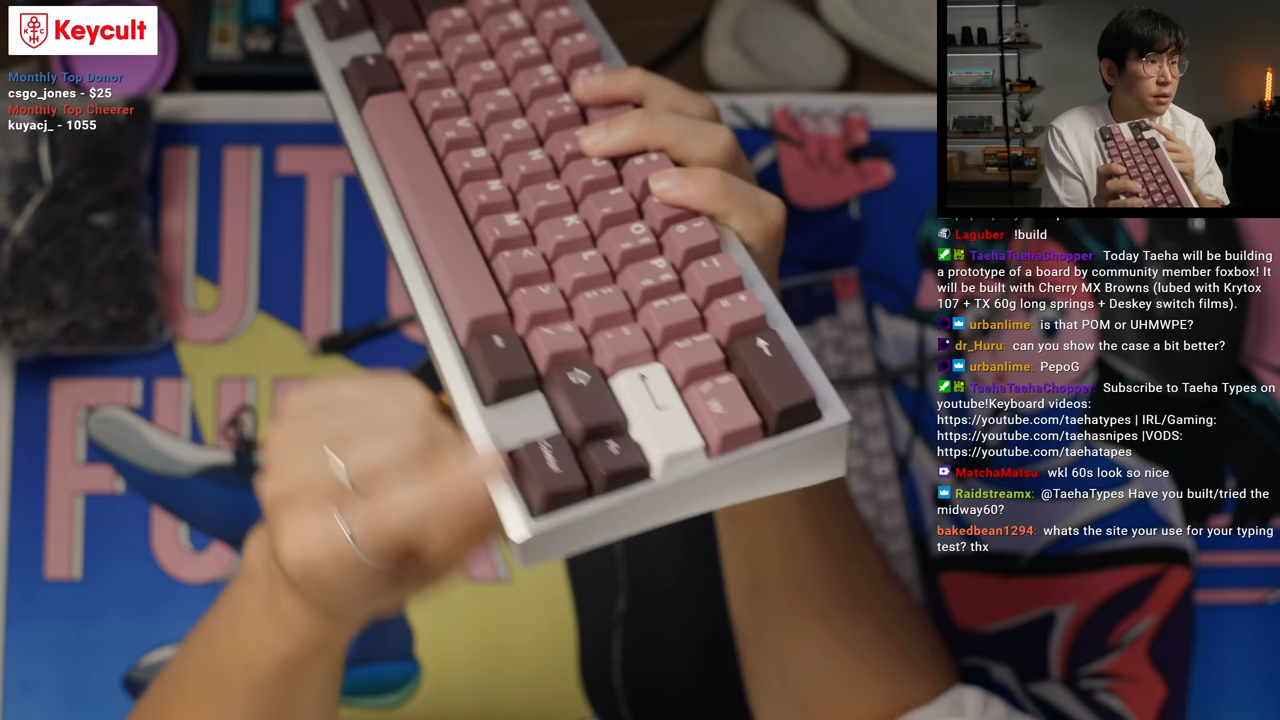 Keycult
Monthly Top Donor
csgo_jones - $25
Monthly Top Cheerer
kuyacj_ - 1055
UT
FU
Laguber !build
TaehaTaehaChopper: Today Taeha will be building
a prototype of a board by community member foxbox! It
will be built with Cherry MX Browns (lubed with Krytox
107 + TX 60g long springs + Deskey switch films).
urbanlime: is that POM or UHMWPE?
dr_Huru: can you show the case a bit better?
urbanlime: PepoG
TaehaTaehaChopper: Subscribe to Taeha Types on
youtube!Keyboard videos:
https://youtube.com/taehatypes | IRL/Gaming:
https://youtube.com/taehasnipes |VODS:
https://youtube.com/taehatapes
MatchaMatsu wkl 60s look so nice
Raidstreamx: @TaehaTypes Have you built/tried the
midway60?
bakedbean1294: whats the site your use for your typing
test? thx